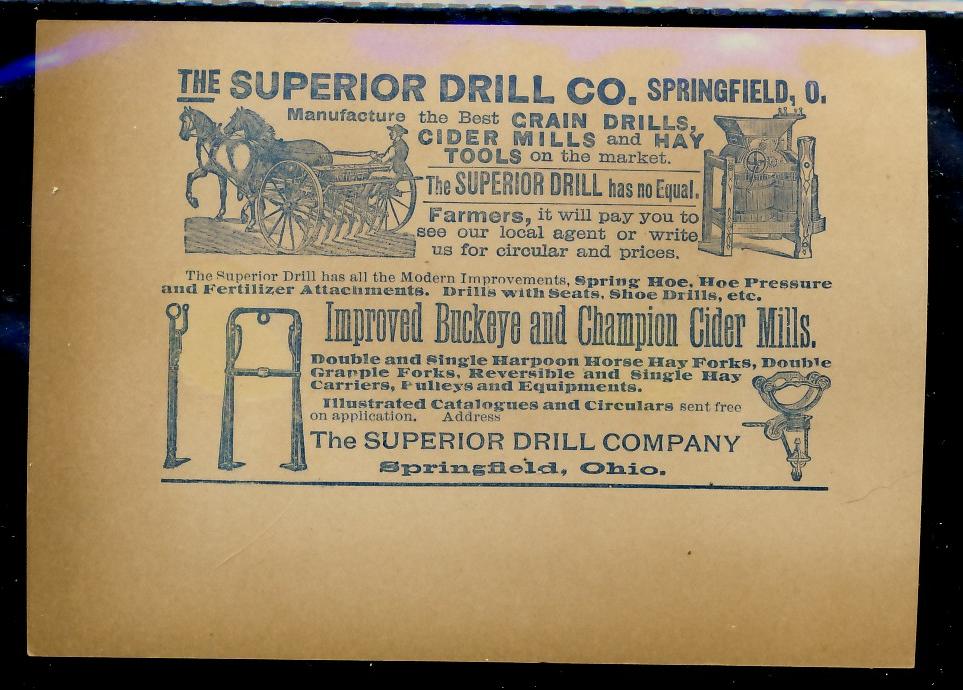 THE SUPERIOR DRILL CO. SPRINGFIELD, O.
Manufacture the Best GRAIN DRILLS,
CIDER MILLS and HAY
TOOLS on the market.
The SUPERIOR DRILL has no Equal.
Farmers, it will pay you to
see our local agent or write
us for circular and prices.
The Superior Drill has all the Modern Improvements, Spring Hoe, Hoe Pressure
and Fertilizer Attachments. Drills with Seats, Shoe Drills, etc.
Improved Buckeye and Champion Cider Mills.
Double and Single Harpoon Horse Hay Forks, Double
Grapple Forks, Reversible and Single Hay
Carriers, Pulleys and Equipments.
Illustrated Catalogues and Circulars sent free
on application. Address
The SUPERIOR DRILL COMPANY
Springfield, Ohio.